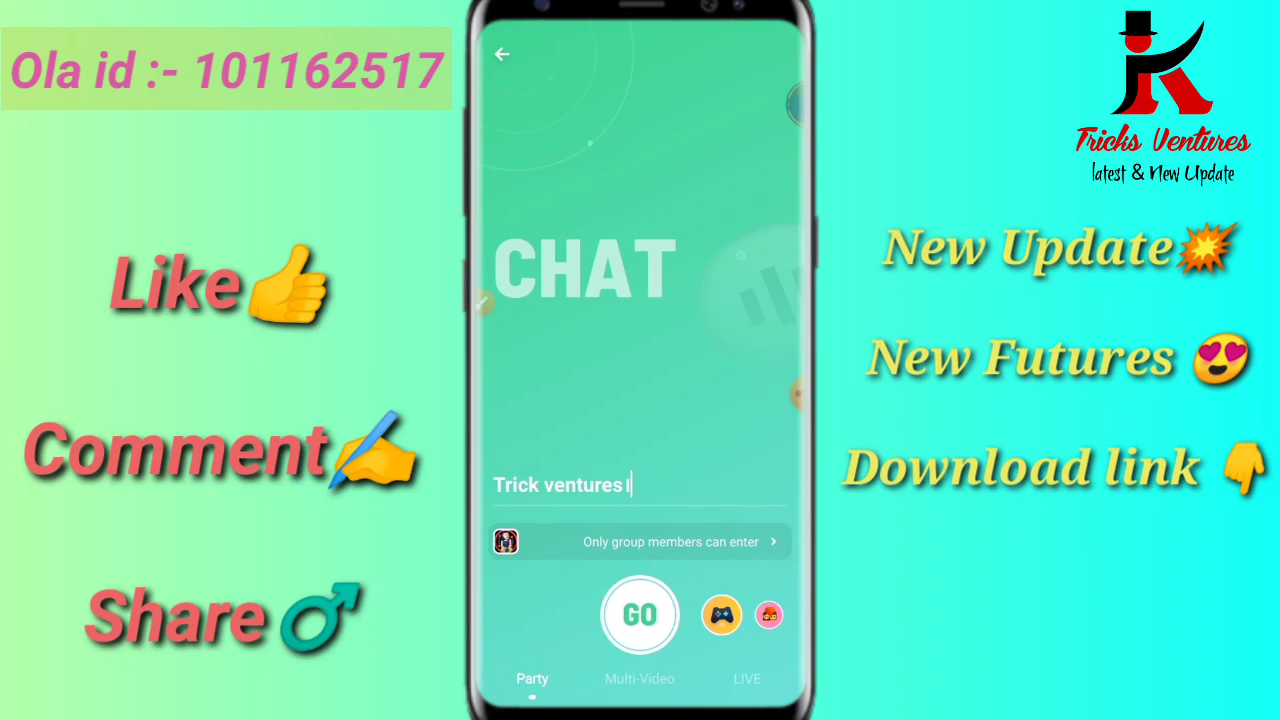 Ola id :- 101162517
Like👍
Comment✍
Share♂
CHAT
Trick ventures
Only group members can enter
GO
Party
Multi-Video
LIVE
Tricks Ventures
latest & New Update
New Update💥
New Futures 😍
Download link 👇